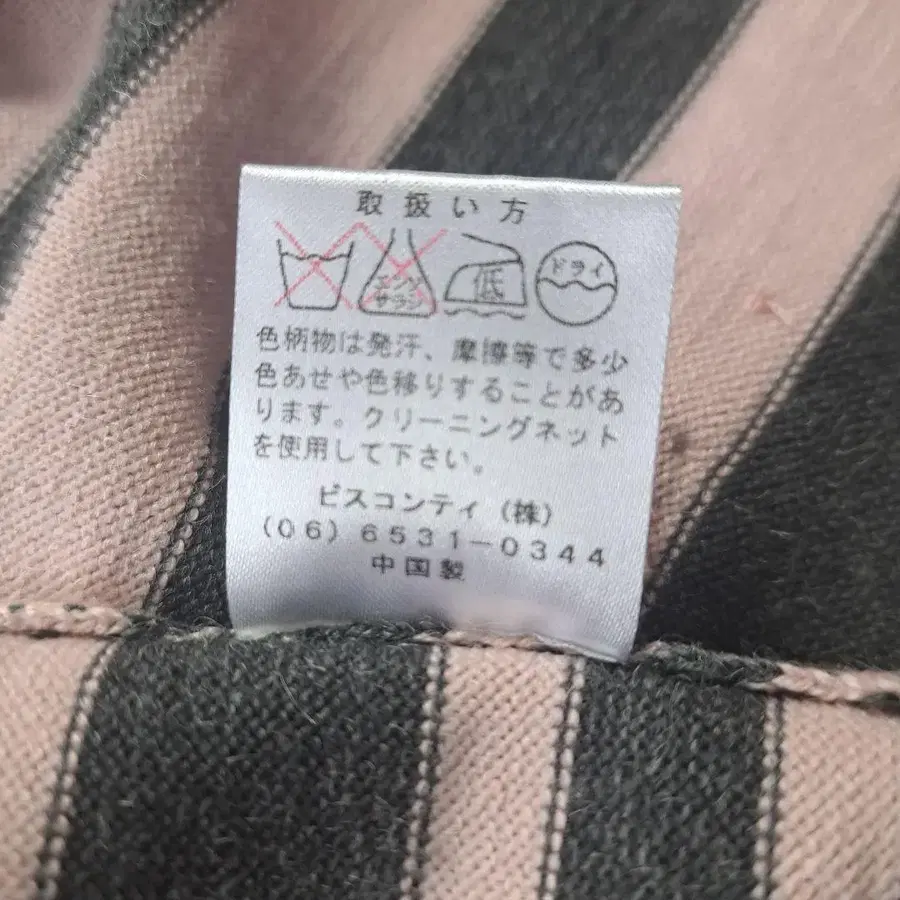 取扱い方
エンソ
サラシ
低
ドライ
色柄物は発汗、摩擦等で多少
色あせや色移りすることがあ
ります。クリーニングネット
を使用して下さい。
ビスコンティ(株)
(06)6531-0344
中国製